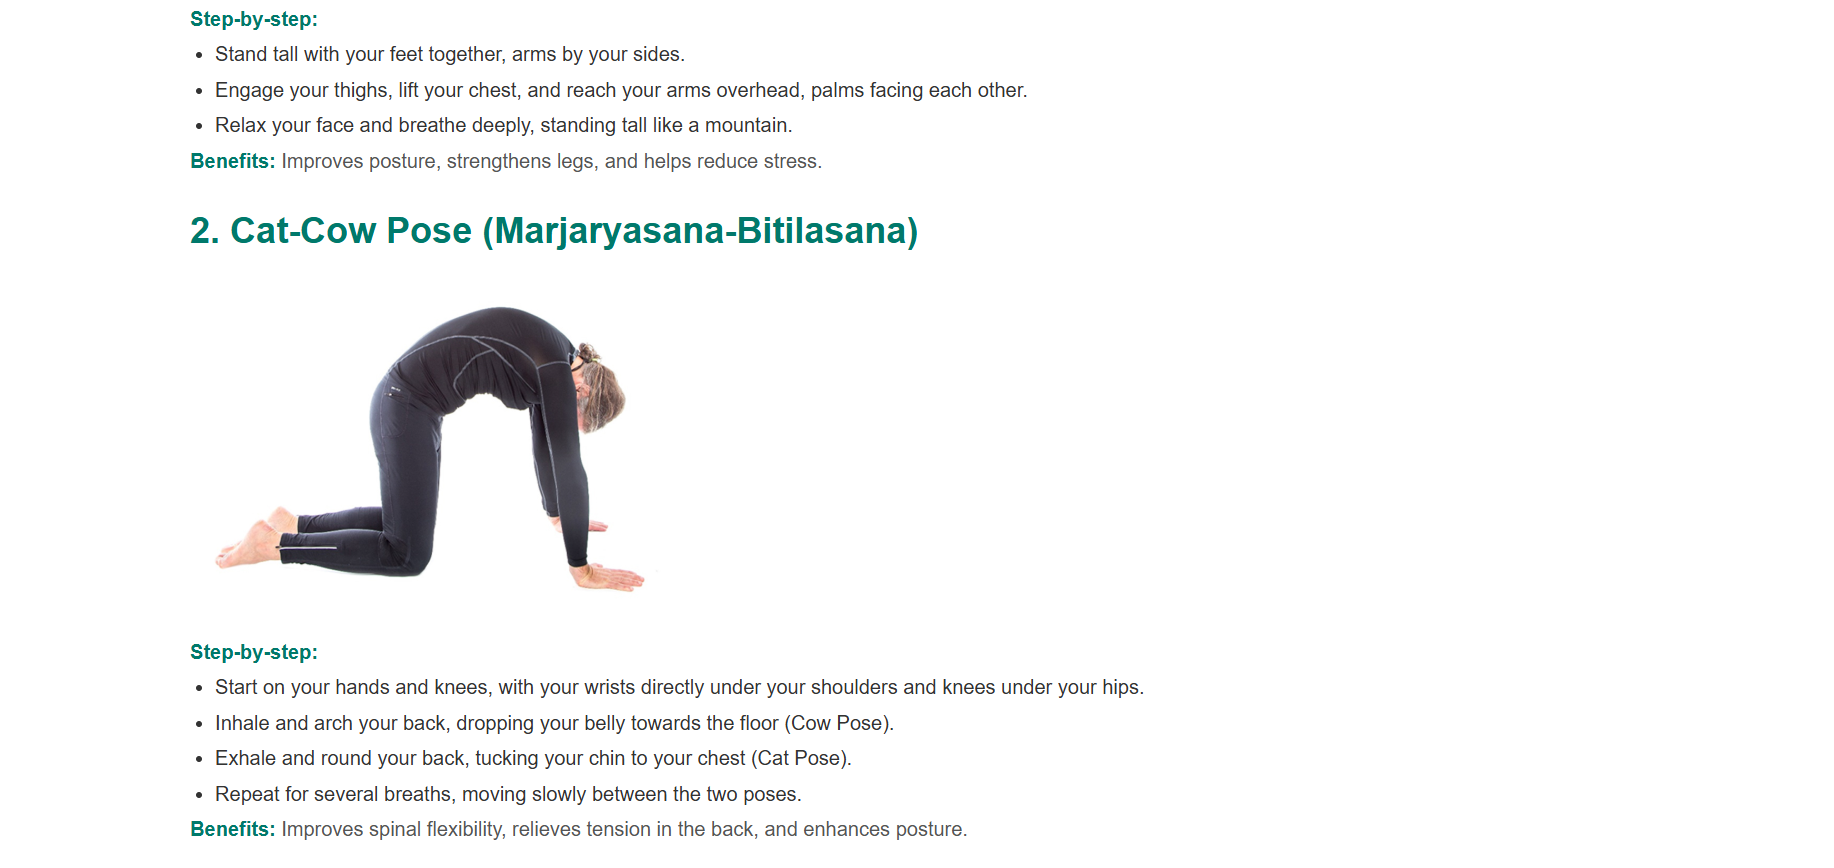 Step-by-step:
• Stand tall with your feet together, arms by your sides.
• Engage your thighs, lift your chest, and reach your arms overhead, palms facing each other.
• Relax your face and breathe deeply, standing tall like a mountain.
Benefits: Improves posture, strengthens legs, and helps reduce stress.
2. Cat-Cow Pose (Marjaryasana-Bitilasana)
Step-by-step:
• Start on your hands and knees, with your wrists directly under your shoulders and knees under your hips.
• Inhale and arch your back, dropping your belly towards the floor (Cow Pose).
• Exhale and round your back, tucking your chin to your chest (Cat Pose).
• Repeat for several breaths, moving slowly between the two poses.
Benefits: Improves spinal flexibility, relieves tension in the back, and enhances posture.